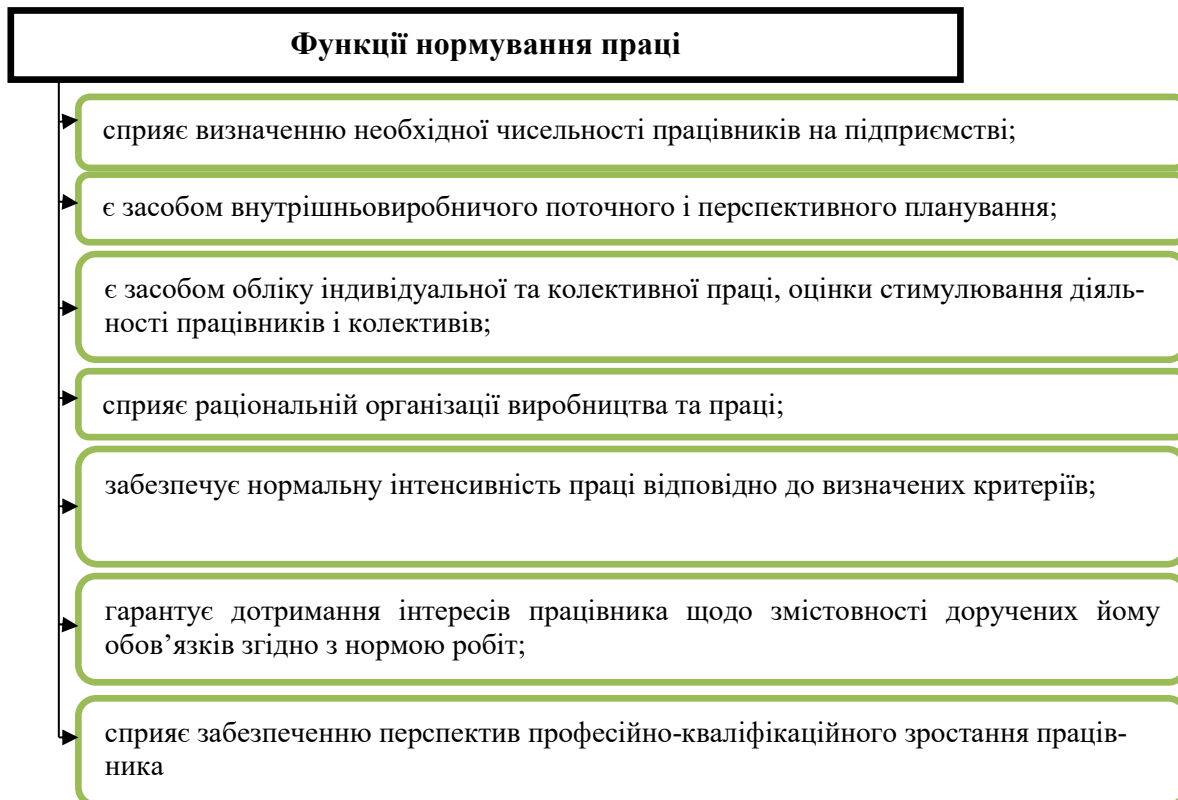 Функції нормування праці
сприяє визначенню необхідної чисельності працівників на підприємстві;
є засобом внутрішньовиробничого поточного і перспективного планування;
є засобом обліку індивідуальної та колективної праці, оцінки стимулювання діяль-
ності працівників і колективів;
сприяє раціональній організації виробництва та праці;
забезпечує нормальну інтенсивність праці відповідно до визначених критеріїв;
гарантує дотримання інтересів працівника щодо змістовності доручених йому
обов’язків згідно з нормою робіт;
сприяє забезпеченню перспектив професійно-кваліфікаційного зростання праців-
ника